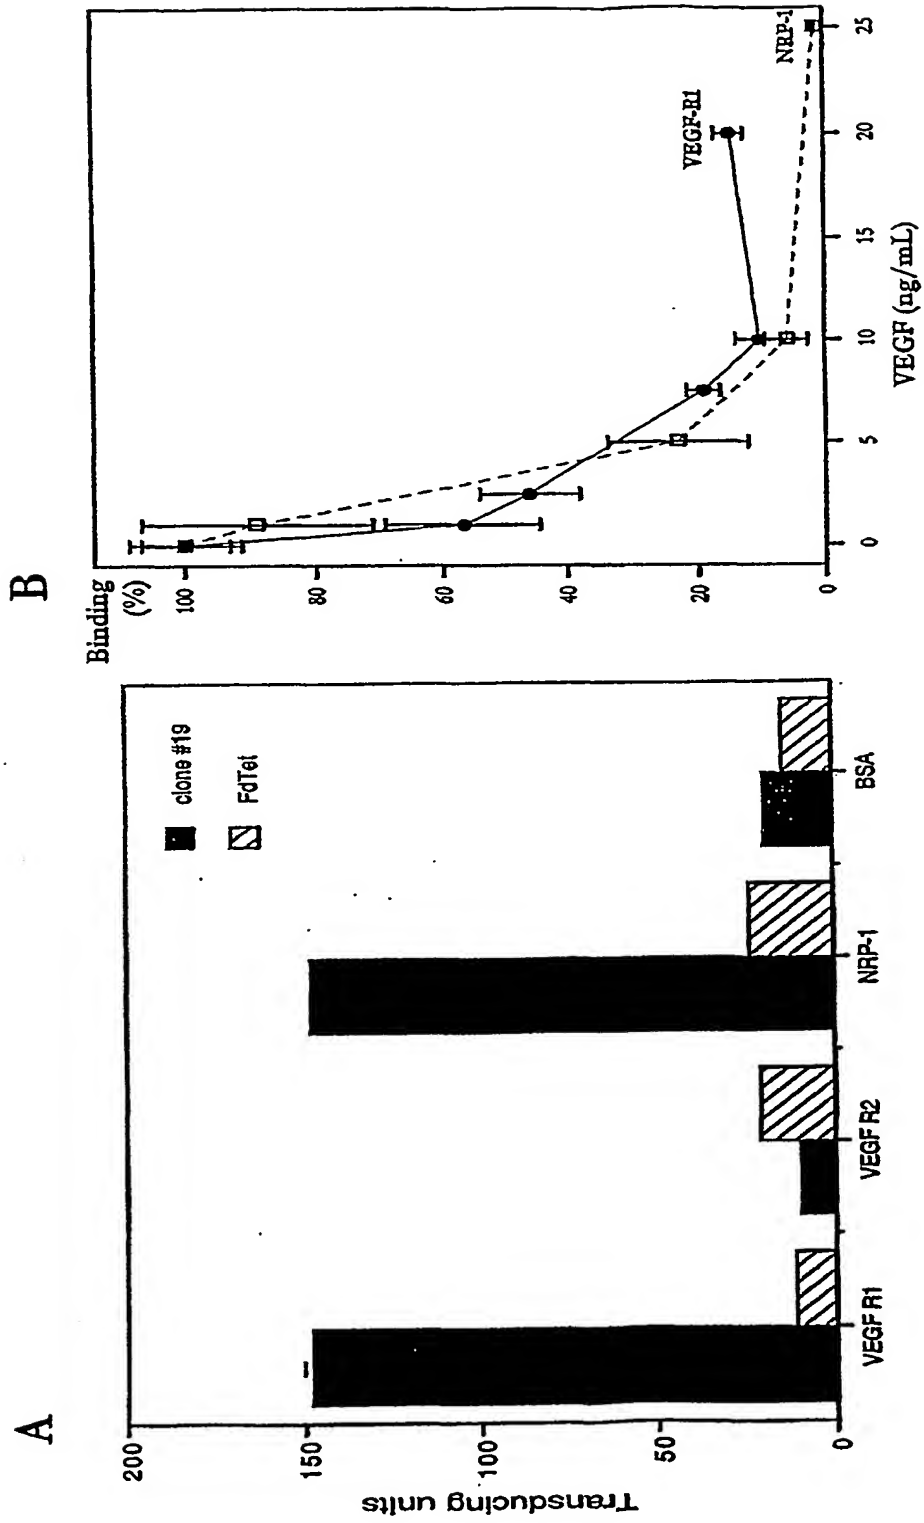 A
Transducing units
200
150
100
50
0
clone #19
FdTet
VEGF R1
VEGF R2
NRP-1
BSA
B
Binding
(%)
100
80
60
40
20
0
VEGF-R1
NRP-1
0
5
10
15
20
25
VEGF (ng/mL)